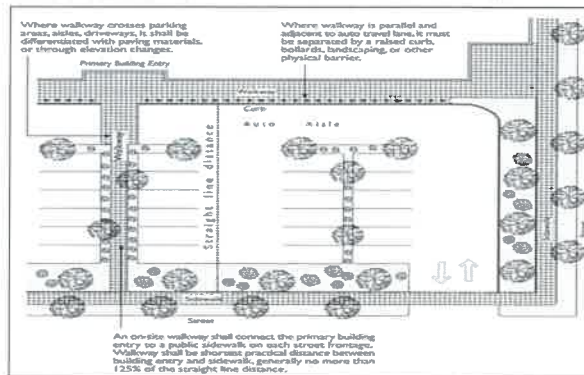 Where walkway crosses parking
areas, aisles, driveways, it shall be
differentiated with paving materials,
or through elevation changes.
Where walkway is parallel and
adjacent to auto travel lane, it must
be separated by a raised curb,
bollards, landscaping, or other
physical barrier.
Primary Building Entry
Walkway
Curb
Auto Aisle
Walkway
Straight line distance
Sidewalk
Street
An on-site walkway shall connect the primary building
entry to a public sidewalk on each street frontage.
Walkway shall be shortest practical distance between
building entry and sidewalk, generally no more than
125% of the straight line distance.